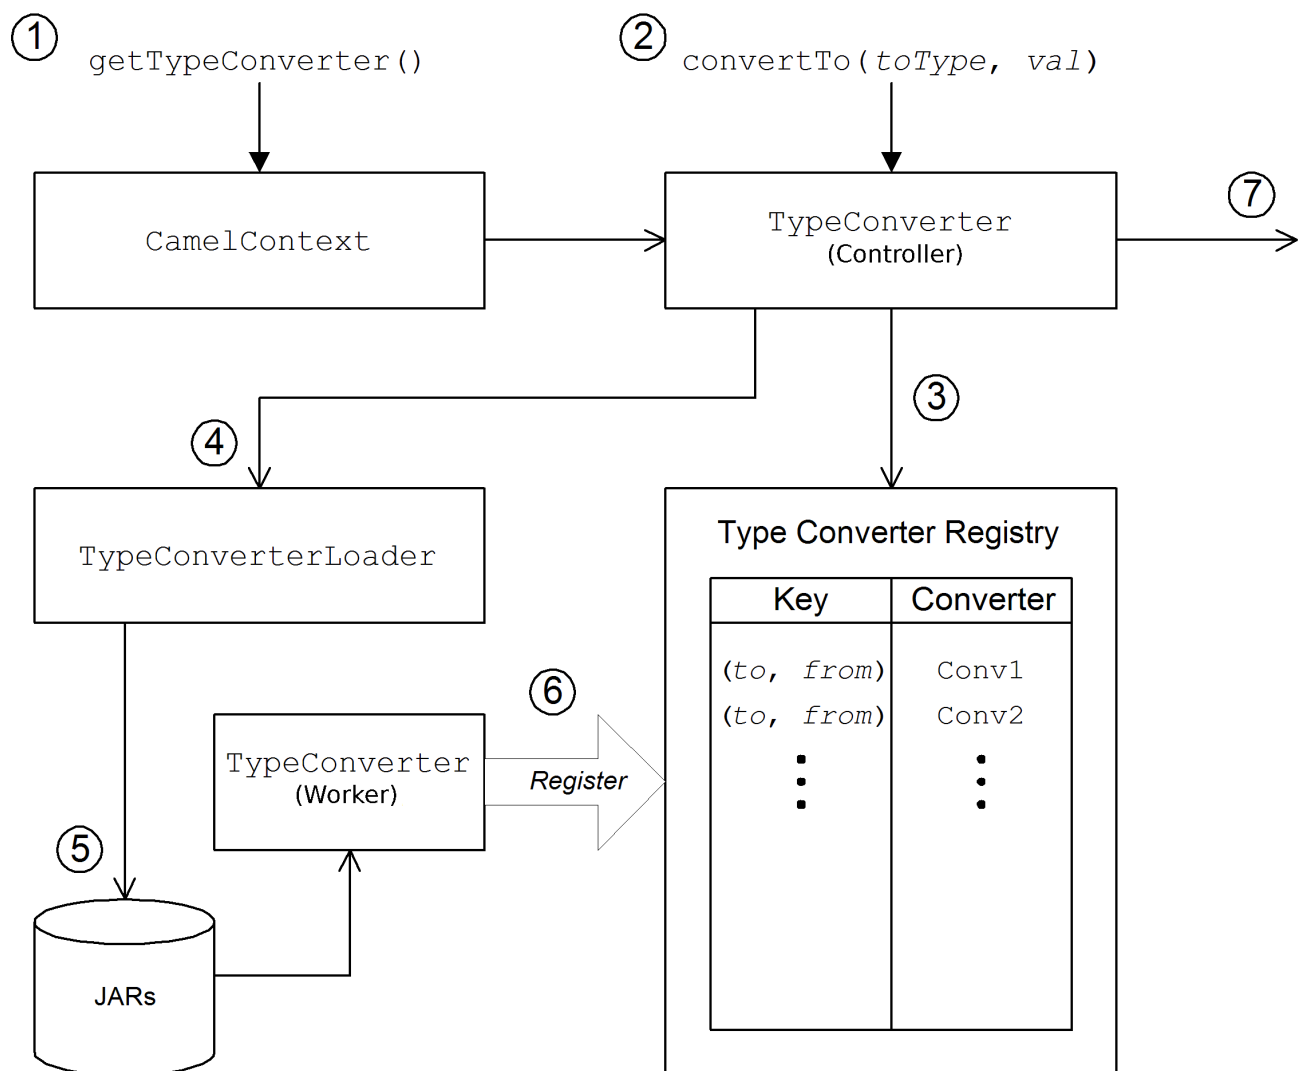 1
getTypeConverter()
2
convertTo(toType, val)
CamelContext
TypeConverter
(Controller)
7
3
4
TypeConverterLoader
Type Converter Registry
Key Converter
(to, from) Conv1
(to, from) Conv2
6
TypeConverter
(Worker)
Register
5
JARs